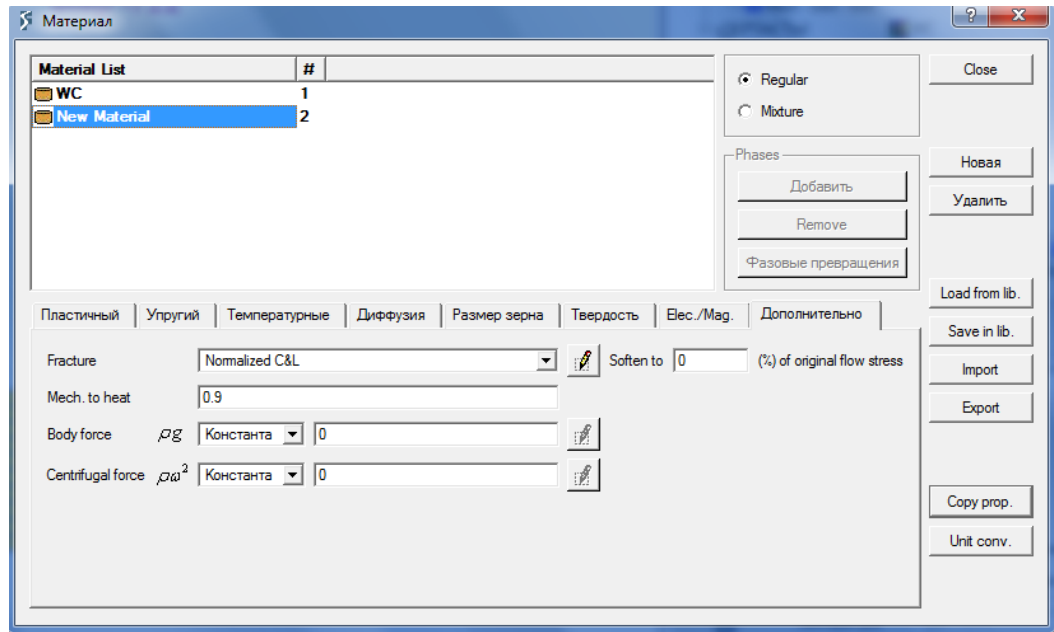 Материал
?
X
Material List #
WC 1
New Material 2
Regular
Mixture
Phases
Добавить
Remove
Фазовые превращения
Close
Новая
Удалить
Load from lib.
Save in lib.
Import
Export
Copy prop.
Unit conv.
Пластичный Упругий Температурные Диффузия Размер зерна Твердость Elec./Mag. Дополнительно
Fracture Normalized C&L Soften to 0 (%) of original flow stress
Mech. to heat 0.9
Body force ρg Константа 0
Centrifugal force ρω² Константа 0